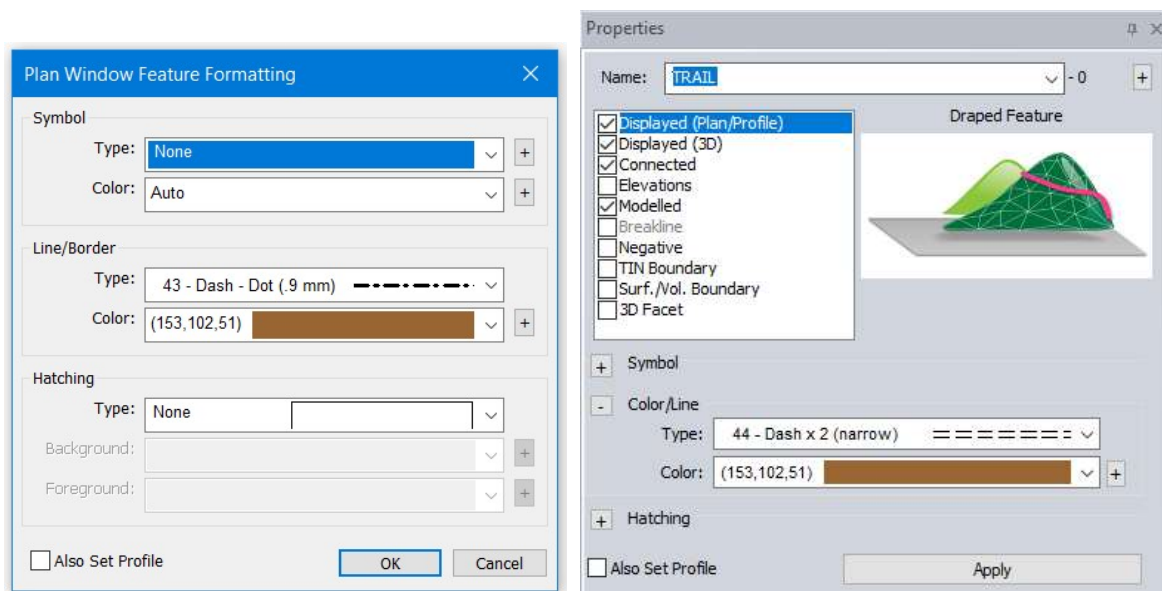 Plan Window Feature Formatting
Symbol
Type: None
Color: Auto
Line/Border
Type: 43 - Dash - Dot (.9 mm)
Color: (153,102,51)
Hatching
Type: None
Background:
Foreground:
Also Set Profile
OK Cancel
Properties
Name: TRAIL - 0 +
Displayed (Plan/Profile)
Displayed (3D)
Connected
Elevations
Modelled
Breakline
Negative
TIN Boundary
Surf./Vol. Boundary
3D Facet
Draped Feature
+ Symbol
- Color/Line
Type: 44 - Dash x 2 (narrow)
Color: (153,102,51) +
+ Hatching
Also Set Profile
Apply